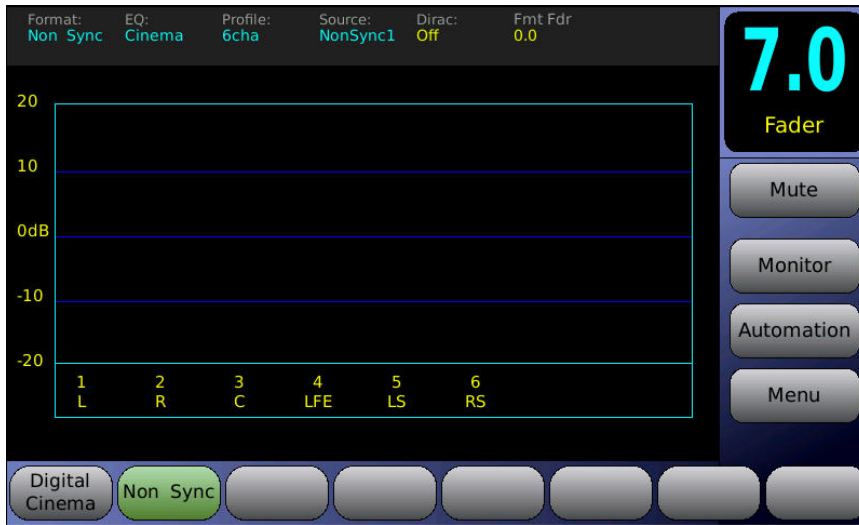 Format: EQ: Profile: Source: Dirac: Fmt Fdr
Non Sync Cinema 6cha NonSync1 Off 0.0
7.0
Fader
20
10
0dB
-10
-20
1 2 3 4 5 6
L R C LFE LS RS
Mute
Monitor
Automation
Menu
Digital
Cinema
Non Sync